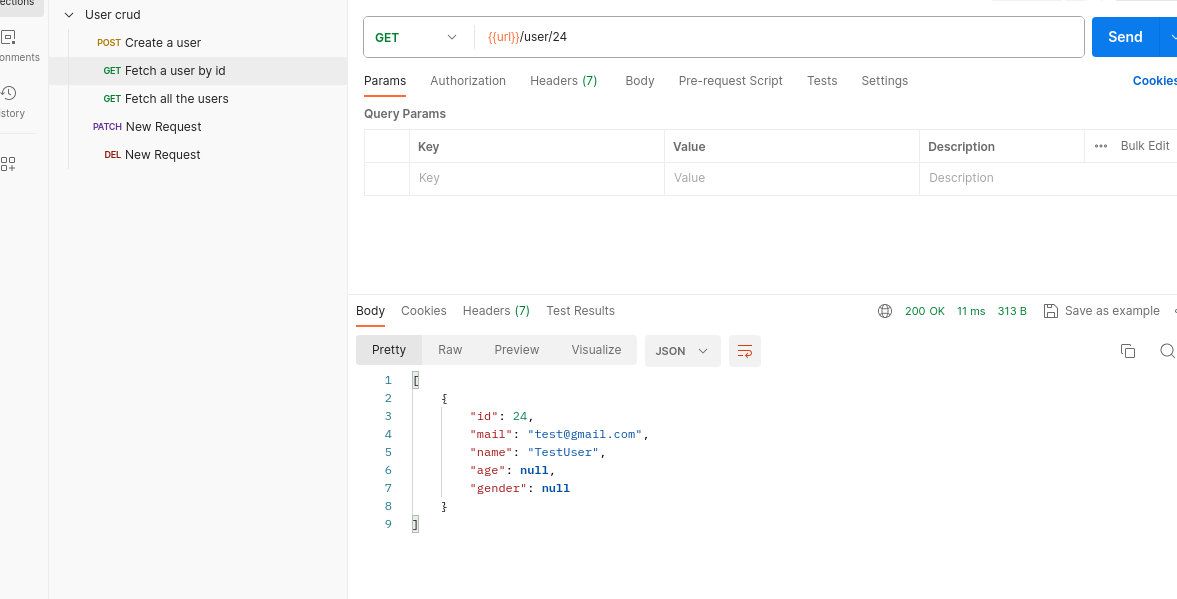 ections
onments
istory
User crud
POST Create a user
GET Fetch a user by id
GET Fetch all the users
PATCH New Request
DEL New Request
GET {{url}}/user/24 Send
Params Authorization Headers (7) Body Pre-request Script Tests Settings Cookies
Query Params
Key Value Description ••• Bulk Edit
Key Value Description
Body Cookies Headers (7) Test Results 200 OK 11 ms 313 B Save as example
Pretty Raw Preview Visualize JSON
1 [
2 {
3 "id": 24,
4 "mail": "test@gmail.com",
5 "name": "TestUser",
6 "age": null,
7 "gender": null
8 }
9 ]